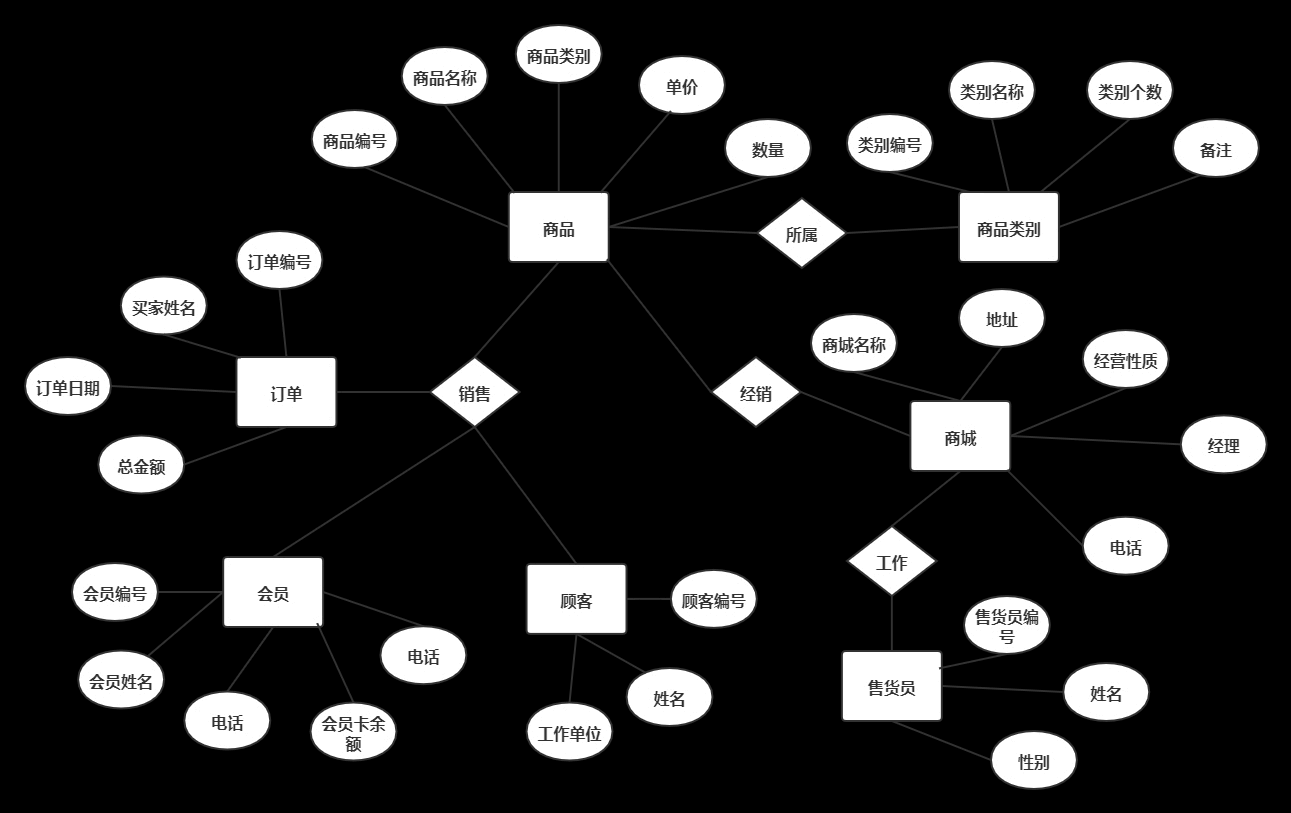 商品类别
商品名称
单价
类别名称
类别个数
商品编号
数量
类别编号
备注
商品
所属
商品类别
订单编号
买家姓名
地址
商城名称
经营性质
订单日期
订单
销售
经销
商城
经理
总金额
电话
工作
会员编号
会员
顾客
顾客编号
售货员编
号
电话
会员姓名
售货员
姓名
姓名
电话
会员卡余
额
工作单位
性别